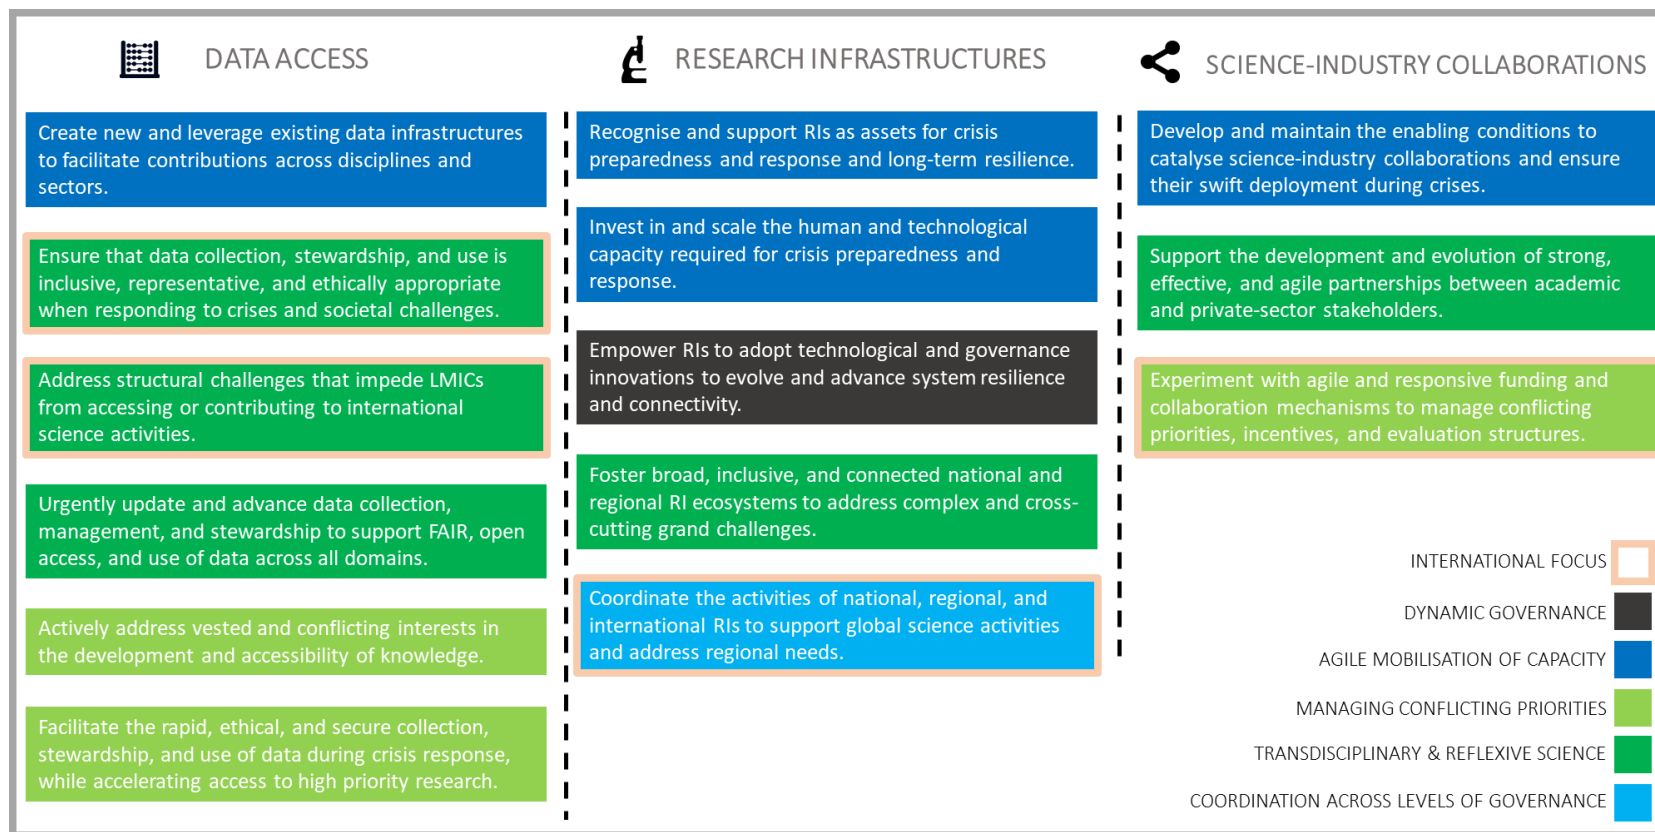 DATA ACCESS
Create new and leverage existing data infrastructures
to facilitate contributions across disciplines and
sectors.
Ensure that data collection, stewardship, and use is
inclusive, representative, and ethically appropriate
when responding to crises and societal challenges.
Address structural challenges that impede LMICs
from accessing or contributing to international
science activities.
Urgently update and advance data collection,
management, and stewardship to support FAIR, open
access, and use of data across all domains.
Actively address vested and conflicting interests in
the development and accessibility of knowledge.
Facilitate the rapid, ethical, and secure collection,
stewardship, and use of data during crisis response,
while accelerating access to high priority research.
RESEARCH INFRASTRUCTURES
Recognise and support RIs as assets for crisis
preparedness and response and long-term resilience.
Invest in and scale the human and technological
capacity required for crisis preparedness and
response.
Empower RIs to adopt technological and governance
innovations to evolve and advance system resilience
and connectivity.
Foster broad, inclusive, and connected national and
regional RI ecosystems to address complex and cross-
cutting grand challenges.
Coordinate the activities of national, regional, and
international RIs to support global science activities
and address regional needs.
SCIENCE-INDUSTRY COLLABORATIONS
Develop and maintain the enabling conditions to
catalyse science-industry collaborations and ensure
their swift deployment during crises.
Support the development and evolution of strong,
effective, and agile partnerships between academic
and private-sector stakeholders.
Experiment with agile and responsive funding and
collaboration mechanisms to manage conflicting
priorities, incentives, and evaluation structures.
INTERNATIONAL FOCUS
DYNAMIC GOVERNANCE
AGILE MOBILISATION OF CAPACITY
MANAGING CONFLICTING PRIORITIES
TRANSDISCIPLINARY & REFLEXIVE SCIENCE
COORDINATION ACROSS LEVELS OF GOVERNANCE